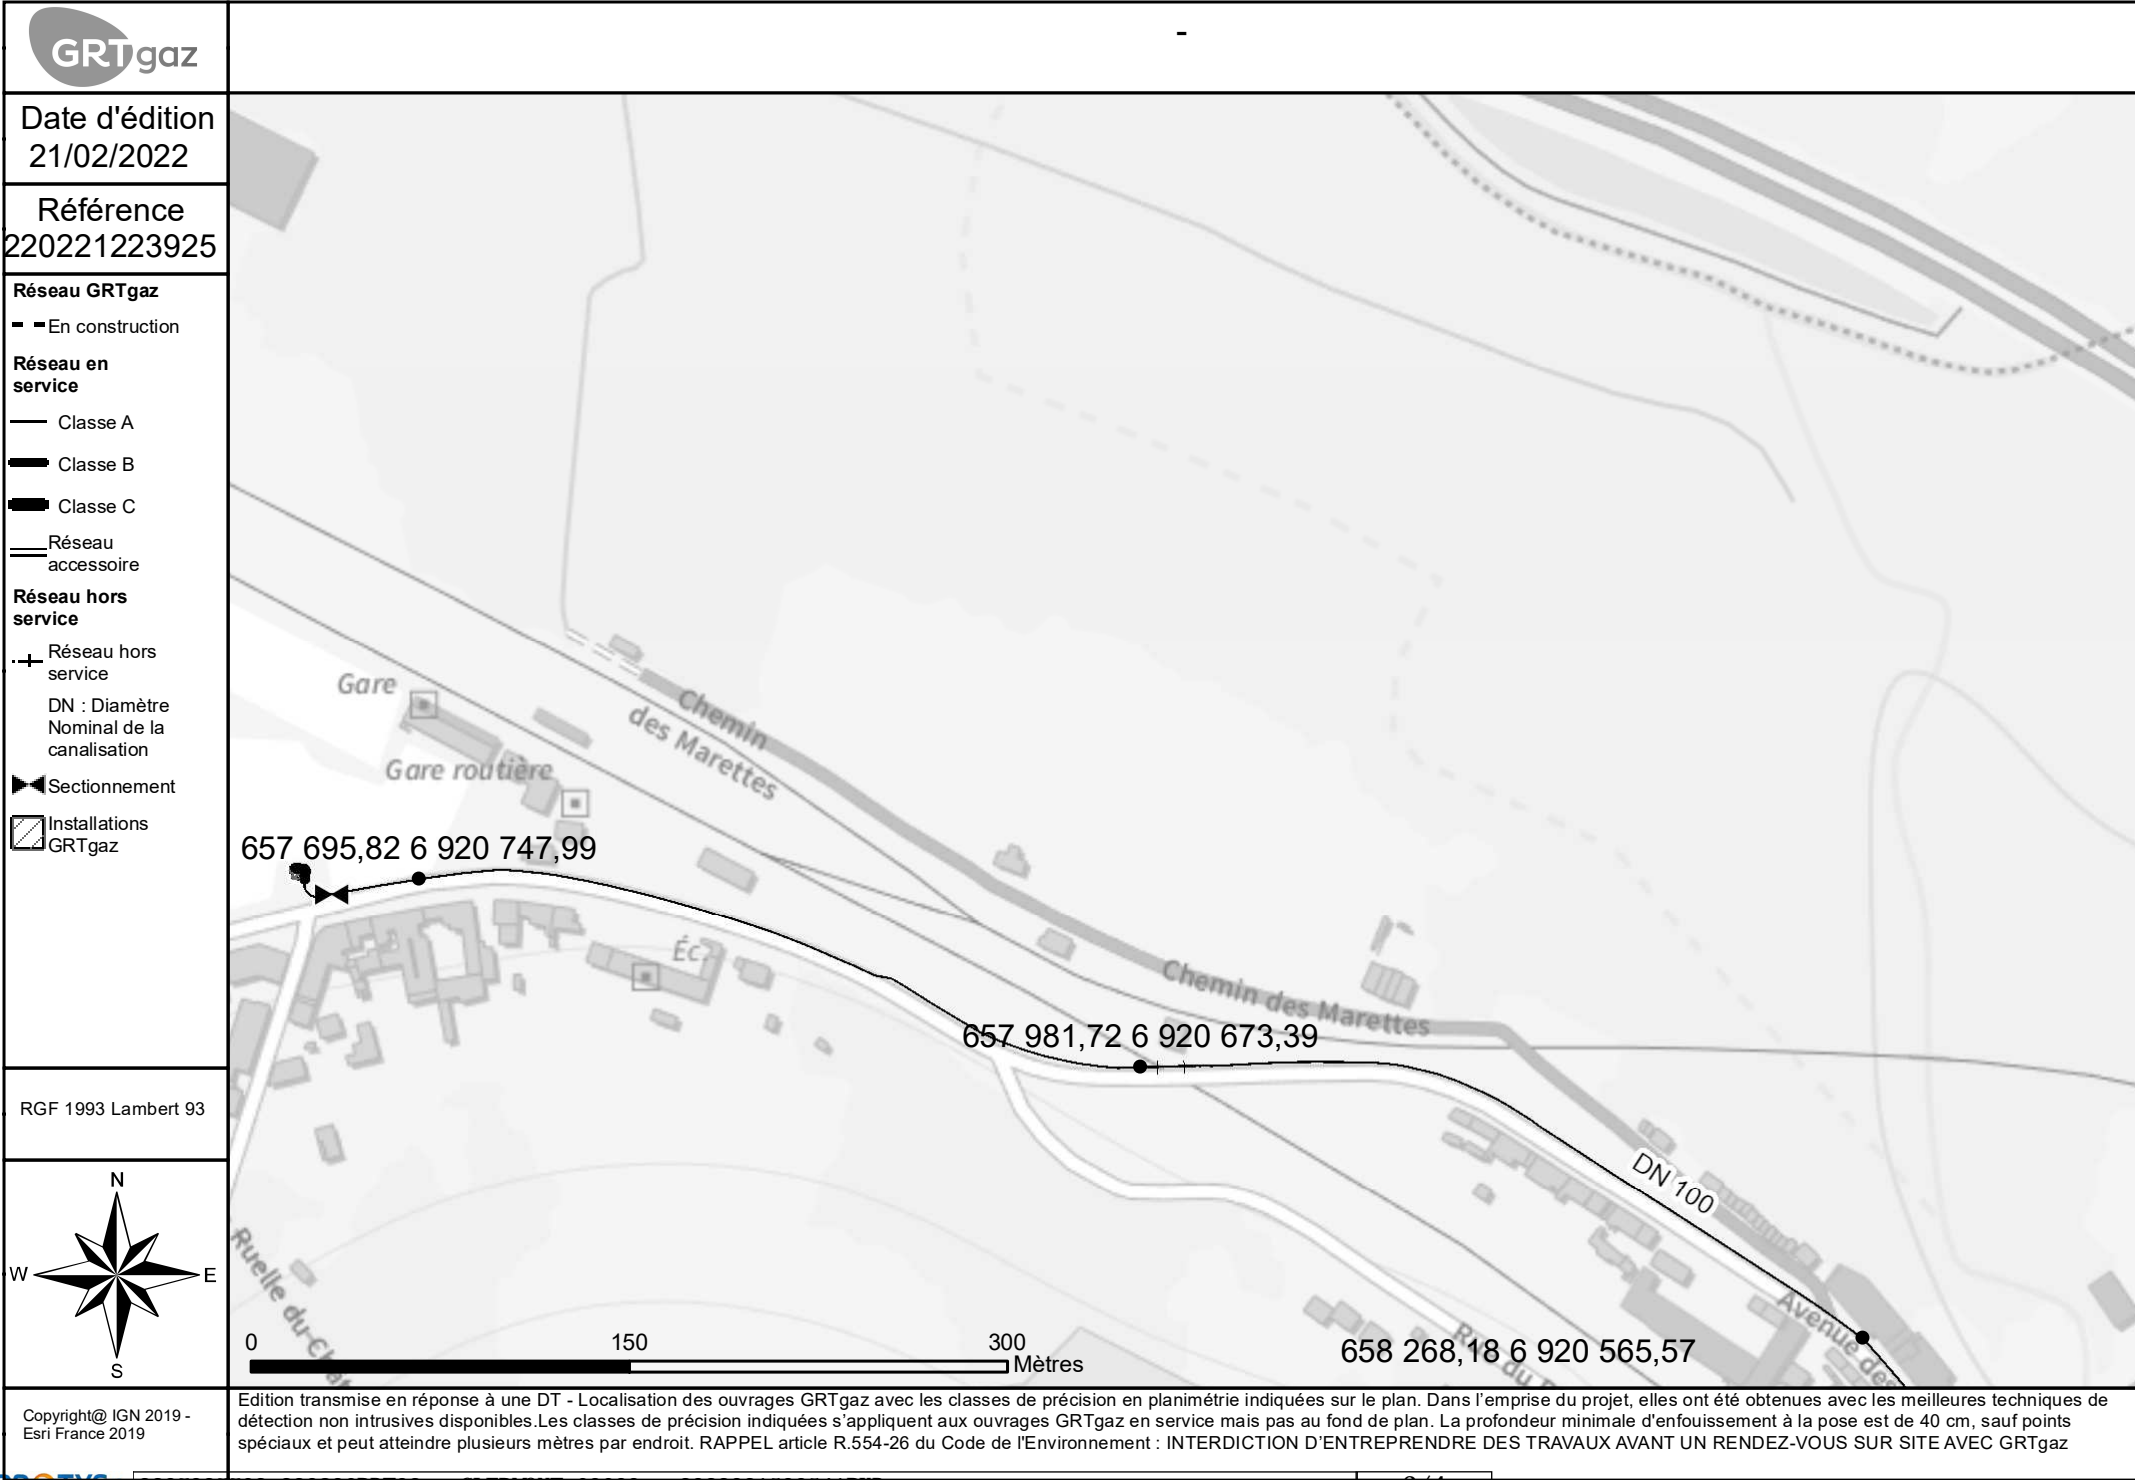 GRTgaz
-
Date d'édition
21/02/2022
Référence
220221223925
Réseau GRTgaz
En construction
Réseau en
service
Classe A
Classe B
Classe C
Réseau
accessoire
Réseau hors
service
Réseau hors
service
DN : Diamètre
Nominal de la
canalisation
Sectionnement
Installations
GRTgaz
RGF 1993 Lambert 93
N
W
E
S
Copyright@ IGN 2019 -
Esri France 2019
Gare
Chemin
des Marettes
Gare routière
657 695,82 6 920 747,99
Éc.
Chemin des Marettes
657 981,72 6 920 673,39
DN 100
Ruelle du Chat
Avenue des
658 268,18 6 920 565,57
Rue du
0 150 300
Mètres
Edition transmise en réponse à une DT - Localisation des ouvrages GRTgaz avec les classes de précision en planimétrie indiquées sur le plan. Dans l'emprise du projet, elles ont été obtenues avec les meilleures techniques de
détection non intrusives disponibles.Les classes de précision indiquées s'appliquent aux ouvrages GRTgaz en service mais pas au fond de plan. La profondeur minimale d'enfouissement à la pose est de 40 cm, sauf points
spéciaux et peut atteindre plusieurs mètres par endroit. RAPPEL article R.554-26 du Code de l'Environnement : INTERDICTION D'ENTREPRENDRE DES TRAVAUX AVANT UN RENDEZ-VOUS SUR SITE AVEC GRTgaz